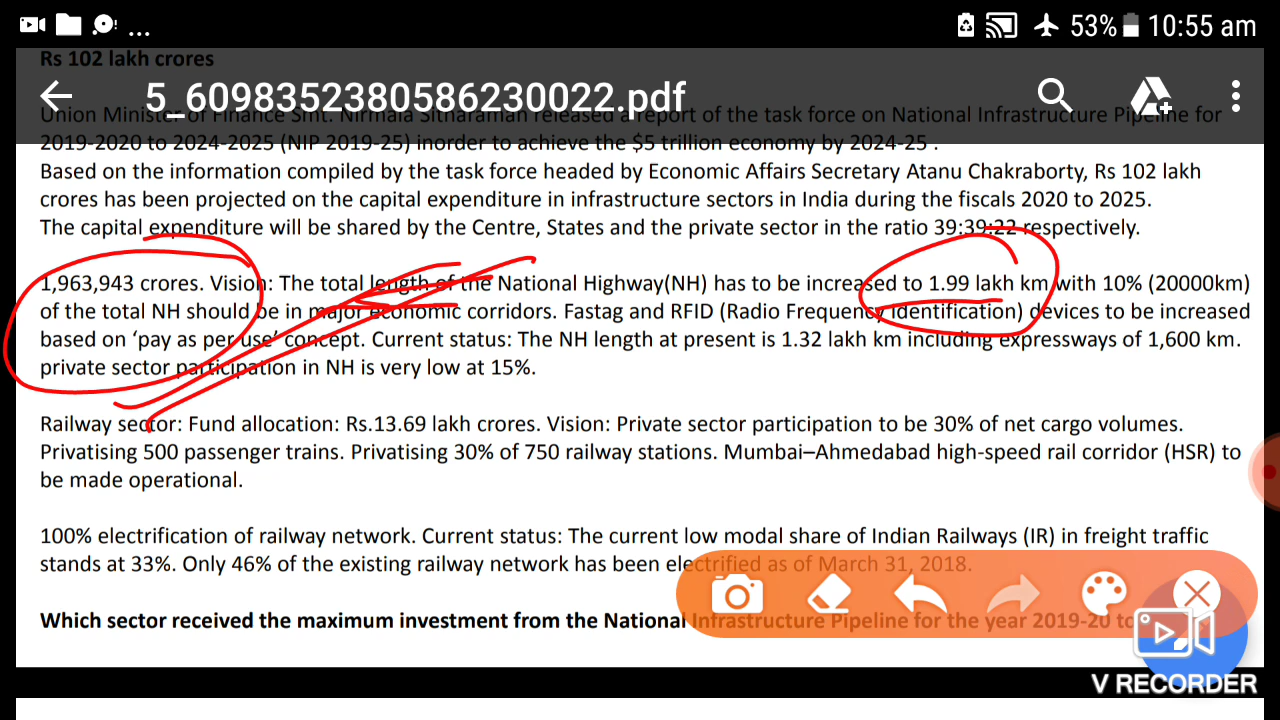 ... 53% 10:55 am
Rs 102 lakh crores
5_6098352380586230022.pdf
Union Minister of Finance Smt. Nirmala Sitharaman released a report of the task force on National Infrastructure Pipeline for
2019-2020 to 2024-2025 (NIP 2019-25) inorder to achieve the $5 trillion economy by 2024-25 .
Based on the information compiled by the task force headed by Economic Affairs Secretary Atanu Chakraborty, Rs 102 lakh
crores has been projected on the capital expenditure in infrastructure sectors in India during the fiscals 2020 to 2025.
The capital expenditure will be shared by the Centre, States and the private sector in the ratio 39:39:22 respectively.
1,963,943 crores. Vision: The total length of the National Highway(NH) has to be increased to 1.99 lakh km with 10% (20000km)
of the total NH should be in major economic corridors. Fastag and RFID (Radio Frequency Identification) devices to be increased
based on ‘pay as per use’ concept. Current status: The NH length at present is 1.32 lakh km including expressways of 1,600 km.
private sector participation in NH is very low at 15%.
Railway sector: Fund allocation: Rs.13.69 lakh crores. Vision: Private sector participation to be 30% of net cargo volumes.
Privatising 500 passenger trains. Privatising 30% of 750 railway stations. Mumbai–Ahmedabad high-speed rail corridor (HSR) to
be made operational.
100% electrification of railway network. Current status: The current low modal share of Indian Railways (IR) in freight traffic
stands at 33%. Only 46% of the existing railway network has been electrified as of March 31, 2018.
Which sector received the maximum investment from the National Infrastructure Pipeline for the year 2019-20 to
V RECORDER